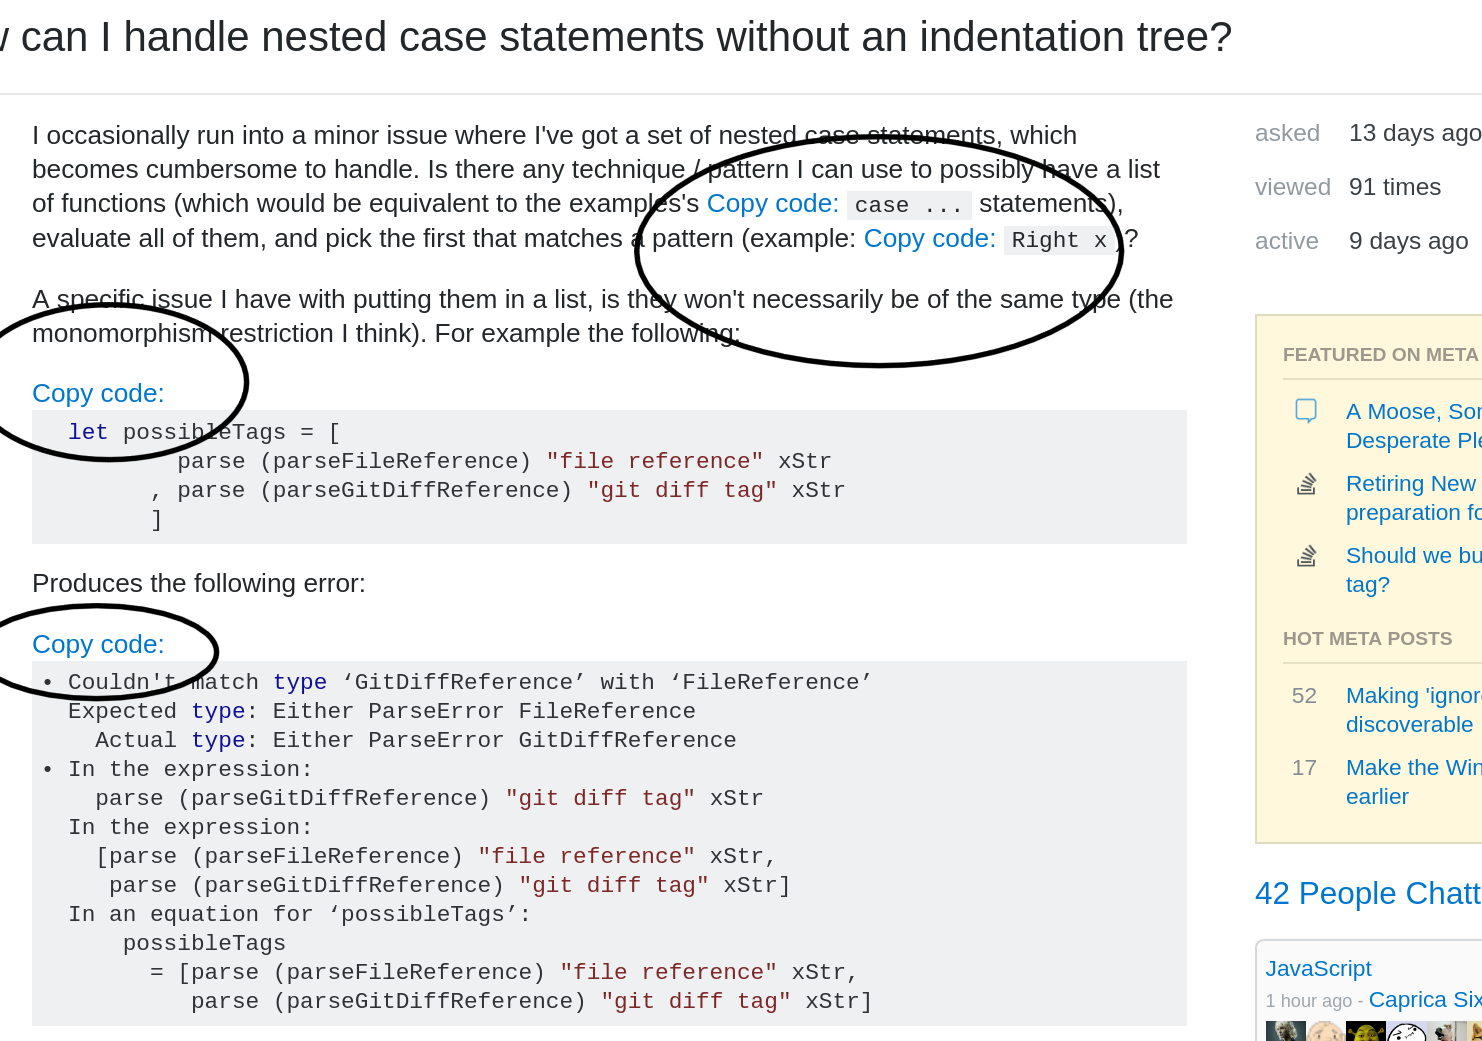 can I handle nested case statements without an indentation tree?
I occasionally run into a minor issue where I've got a set of nested case statements, which
becomes cumbersome to handle. Is there any technique / pattern I can use to possibly have a list
of functions (which would be equivalent to the examples's Copy code: case ... statements),
evaluate all of them, and pick the first that matches a pattern (example: Copy code: Right x )?
A specific issue I have with putting them in a list, is they won't necessarily be of the same type (the
monomorphism restriction I think). For example the following:
Copy code:
let possibleTags = [
parse (parseFileReference) "file reference" xStr
, parse (parseGitDiffReference) "git diff tag" xStr
]
Produces the following error:
Copy code:
• Couldn't match type ‘GitDiffReference’ with ‘FileReference’
Expected type: Either ParseError FileReference
Actual type: Either ParseError GitDiffReference
• In the expression:
parse (parseGitDiffReference) "git diff tag" xStr
In the expression:
[parse (parseFileReference) "file reference" xStr,
parse (parseGitDiffReference) "git diff tag" xStr]
In an equation for ‘possibleTags’:
possibleTags
= [parse (parseFileReference) "file reference" xStr,
parse (parseGitDiffReference) "git diff tag" xStr]
asked 13 days ago
viewed 91 times
active 9 days ago
FEATURED ON META
A Moose, Son
Desperate Ple
Retiring New
preparation fo
Should we bu
tag?
HOT META POSTS
52 Making 'ignor
discoverable
17 Make the Win
earlier
42 People Chatt
JavaScript
1 hour ago - Caprica Six